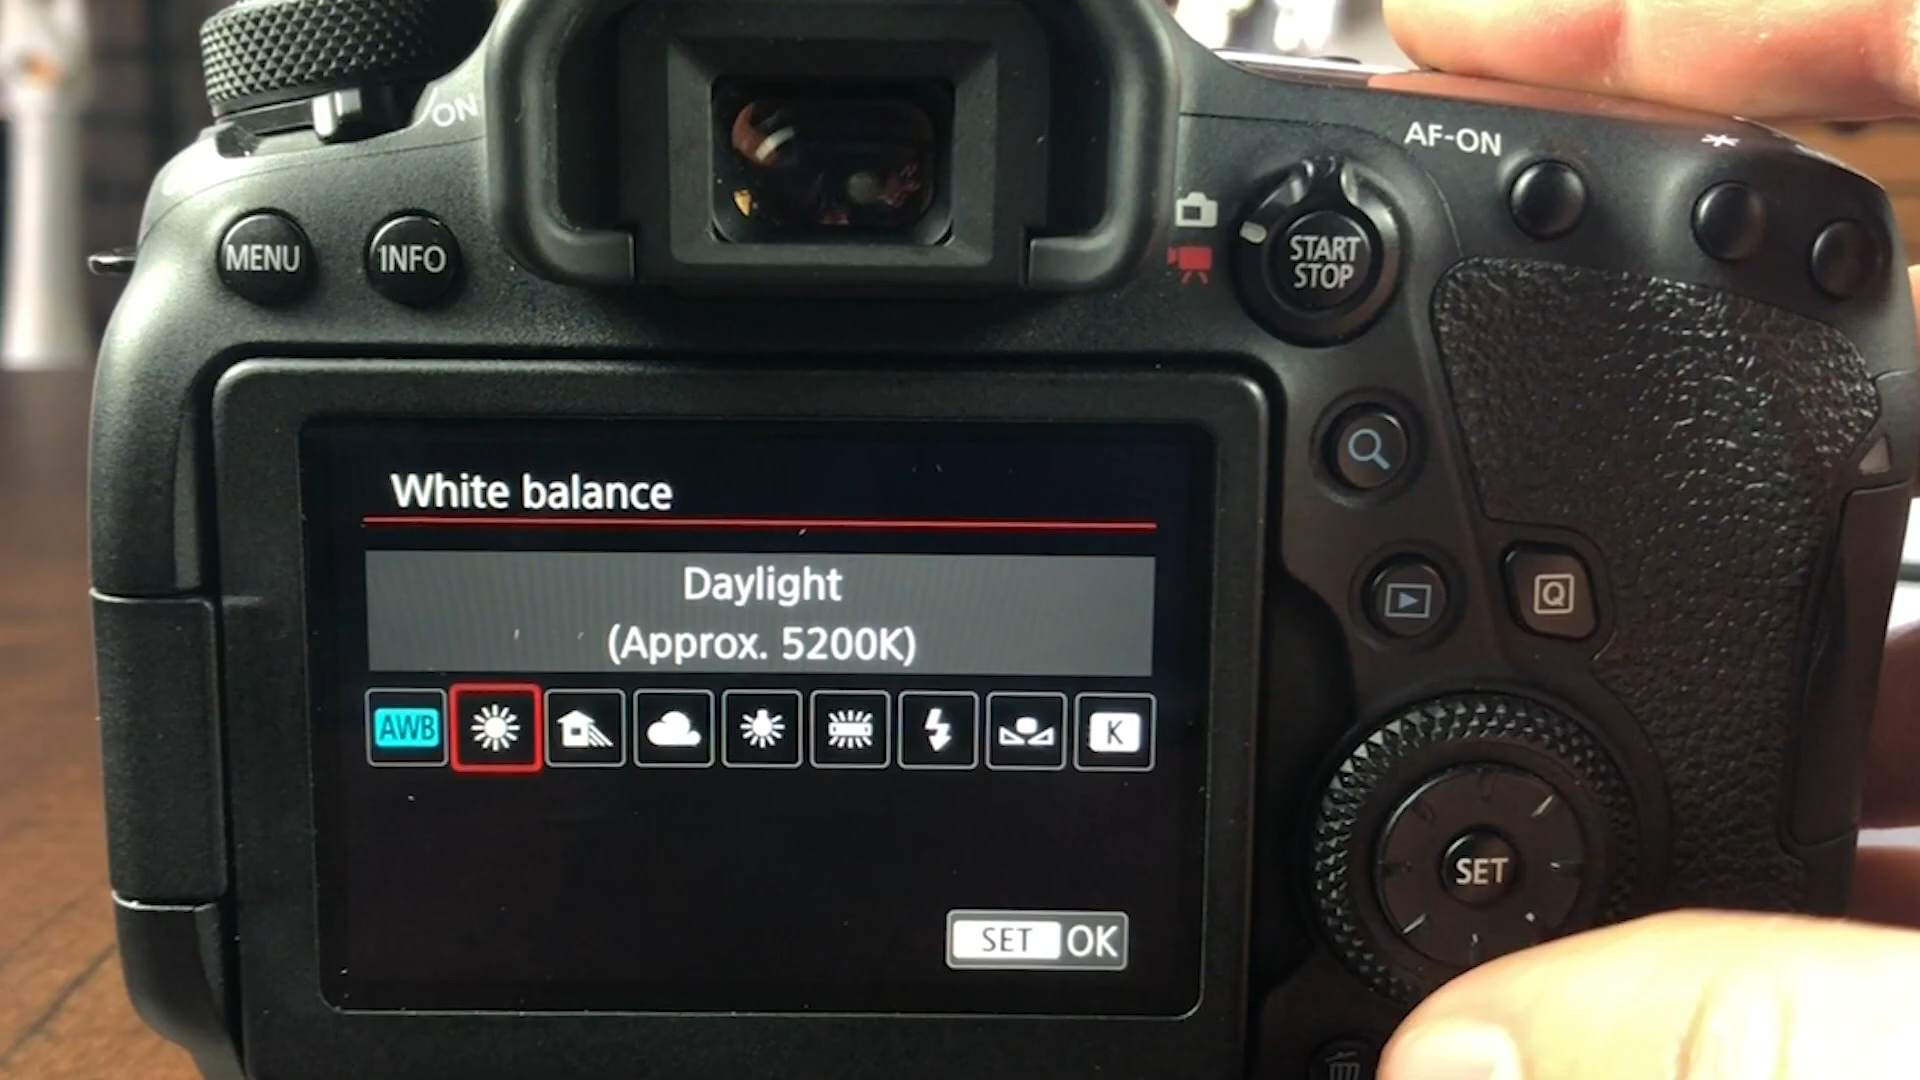 ON
AF-ON
MENU
INFO
START
STOP
White balance
Daylight
(Approx. 5200K)
AWB
K
Q
SET
SET OK